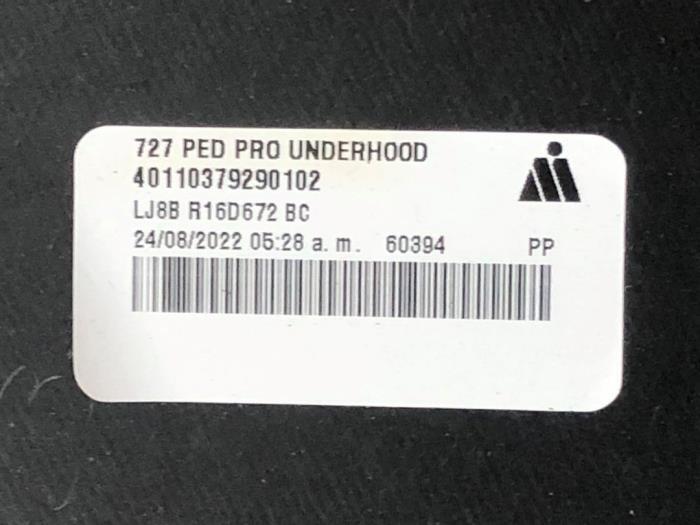 727 PED PRO UNDERHOOD
40110379290102
LJ8B R16D672 BC
24/08/2022 05:28 a. m. 60394 PP